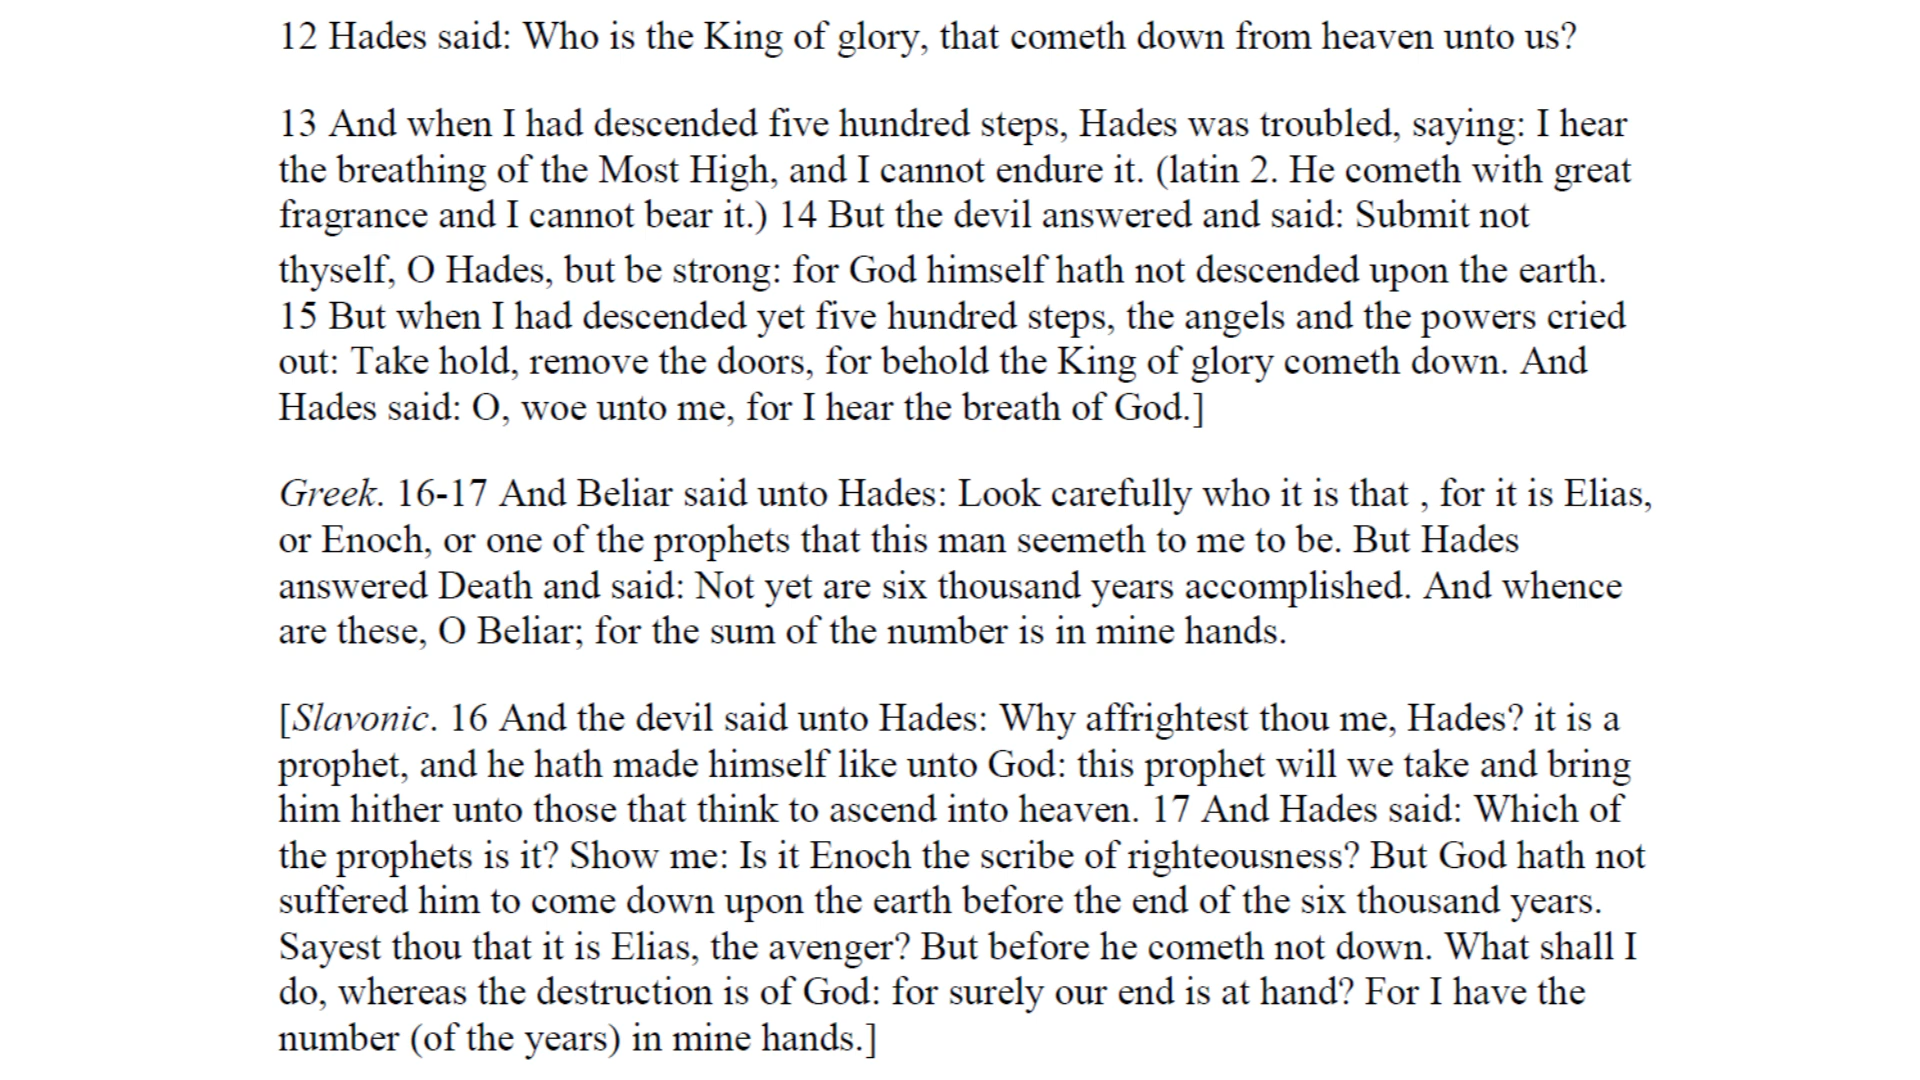 12 Hades said: Who is the King of glory, that cometh down from heaven unto us?
13 And when I had descended five hundred steps, Hades was troubled, saying: I hear
the breathing of the Most High, and I cannot endure it. (latin 2. He cometh with great
fragrance and I cannot bear it.) 14 But the devil answered and said: Submit not
thyself, O Hades, but be strong: for God himself hath not descended upon the earth.
15 But when I had descended yet five hundred steps, the angels and the powers cried
out: Take hold, remove the doors, for behold the King of glory cometh down. And
Hades said: O, woe unto me, for I hear the breath of God.]
Greek. 16-17 And Beliar said unto Hades: Look carefully who it is that , for it is Elias,
or Enoch, or one of the prophets that this man seemeth to me to be. But Hades
answered Death and said: Not yet are six thousand years accomplished. And whence
are these, O Beliar; for the sum of the number is in mine hands.
[Slavonic. 16 And the devil said unto Hades: Why affrightest thou me, Hades? it is a
prophet, and he hath made himself like unto God: this prophet will we take and bring
him hither unto those that think to ascend into heaven. 17 And Hades said: Which of
the prophets is it? Show me: Is it Enoch the scribe of righteousness? But God hath not
suffered him to come down upon the earth before the end of the six thousand years.
Sayest thou that it is Elias, the avenger? But before he cometh not down. What shall I
do, whereas the destruction is of God: for surely our end is at hand? For I have the
number (of the years) in mine hands.]